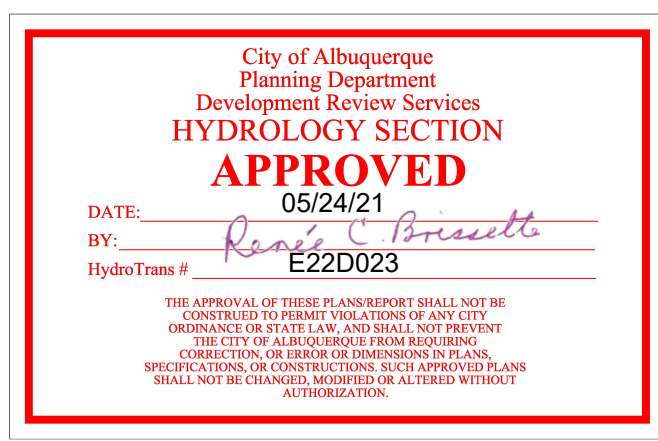 City of Albuquerque
Planning Department
Development Review Services
HYDROLOGY SECTION
APPROVED
DATE: 05/24/21
BY: Renée C. Brissette
HydroTrans # E22D023
THE APPROVAL OF THESE PLANS/REPORT SHALL NOT BE
CONSTRUED TO PERMIT VIOLATIONS OF ANY CITY
ORDINANCE OR STATE LAW, AND SHALL NOT PREVENT
THE CITY OF ALBUQUERQUE FROM REQUIRING
CORRECTION, OR ERROR OR DIMENSIONS IN PLANS,
SPECIFICATIONS, OR CONSTRUCTIONS. SUCH APPROVED PLANS
SHALL NOT BE CHANGED, MODIFIED OR ALTERED WITHOUT
AUTHORIZATION.